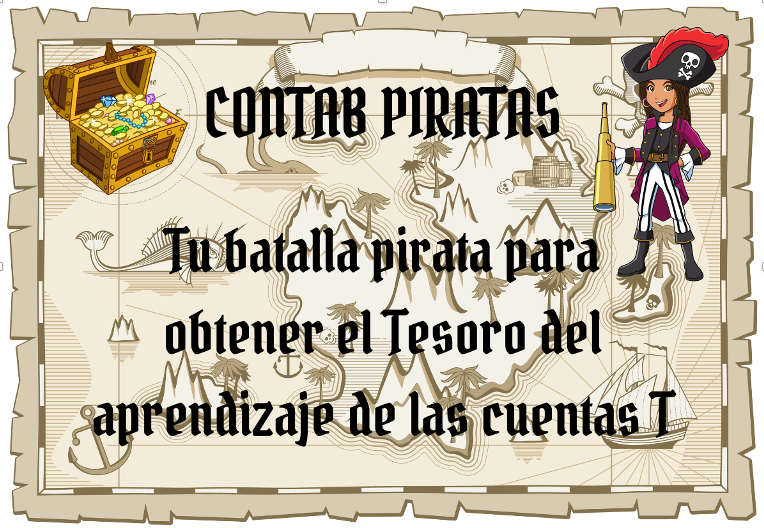 CONTAB PIRATAS
Tu batalla pirata para
obtener el Tesoro del
aprendizaje de las cuentas T